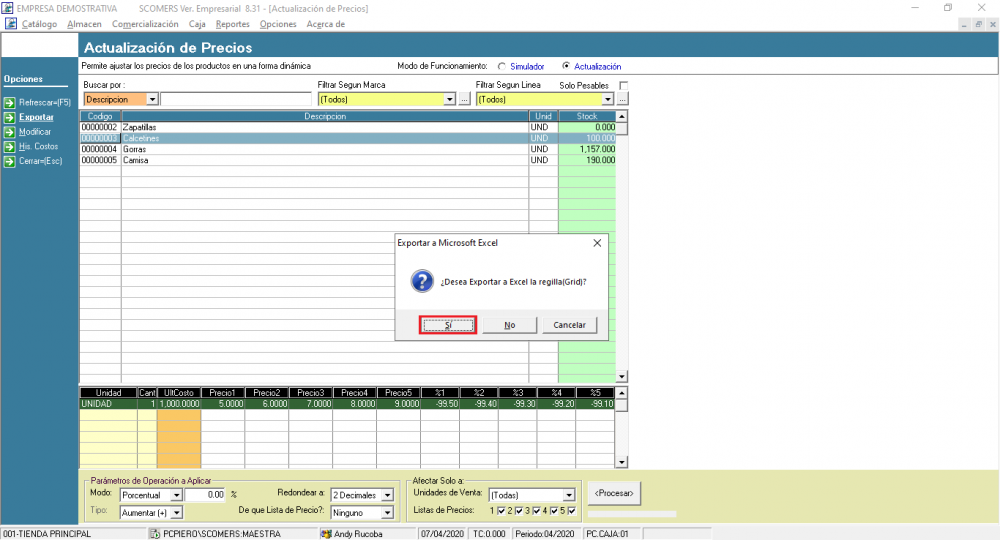 EMPRESA DEMOSTRATIVA SCOMERS Ver. Empresarial 8.31 - [Actualización de Precios]
Catálogo Almacen Comercialización Caja Reportes Opciones Acerca de
Actualización de Precios
Permite ajustar los precios de los productos en una forma dinámica Modo de Funcionamiento: Simulador Actualización
Opciones
Refrescar=(F5)
Exportar
Modificar
His. Costos
Cerrar=(Esc)
Buscar por : Filtrar Segun Marca Filtrar Segun Linea Solo Pesables
Descripcion (Todos) ... (Todos) ...
Codigo Descripcion Unid Stock
00000002 Zapatillas UND 0.000
00000003 Calcetines UND 100.000
00000004 Gorras UND 1,157.000
00000005 Camisa UND 190.000
Exportar a Microsoft Excel
¿Desea Exportar a Excel la regilla(Grid)?
Sí No Cancelar
Unidad Cant UltCosto Precio1 Precio2 Precio3 Precio4 Precio5 %1 %2 %3 %4 %5
UNIDAD 1 1,000.0000 5.0000 6.0000 7.0000 8.0000 9.0000 -99.50 -99.40 -99.30 -99.20 -99.10
Parámetros de Operación a Aplicar Afectar Solo a:
Modo: Porcentual 0.00 % Redondear a: 2 Decimales Unidades de Venta: (Todas) <Procesar>
Tipo: Aumentar (+) De que Lista de Precio?: Ninguno Listas de Precios: 1 2 3 4 5
001-TIENDA PRINCIPAL PCPIERO\SCOMERS:MAESTRA Andy Rucoba 07/04/2020 TC:0.000 Periodo:04/2020 PC.CAJA:01